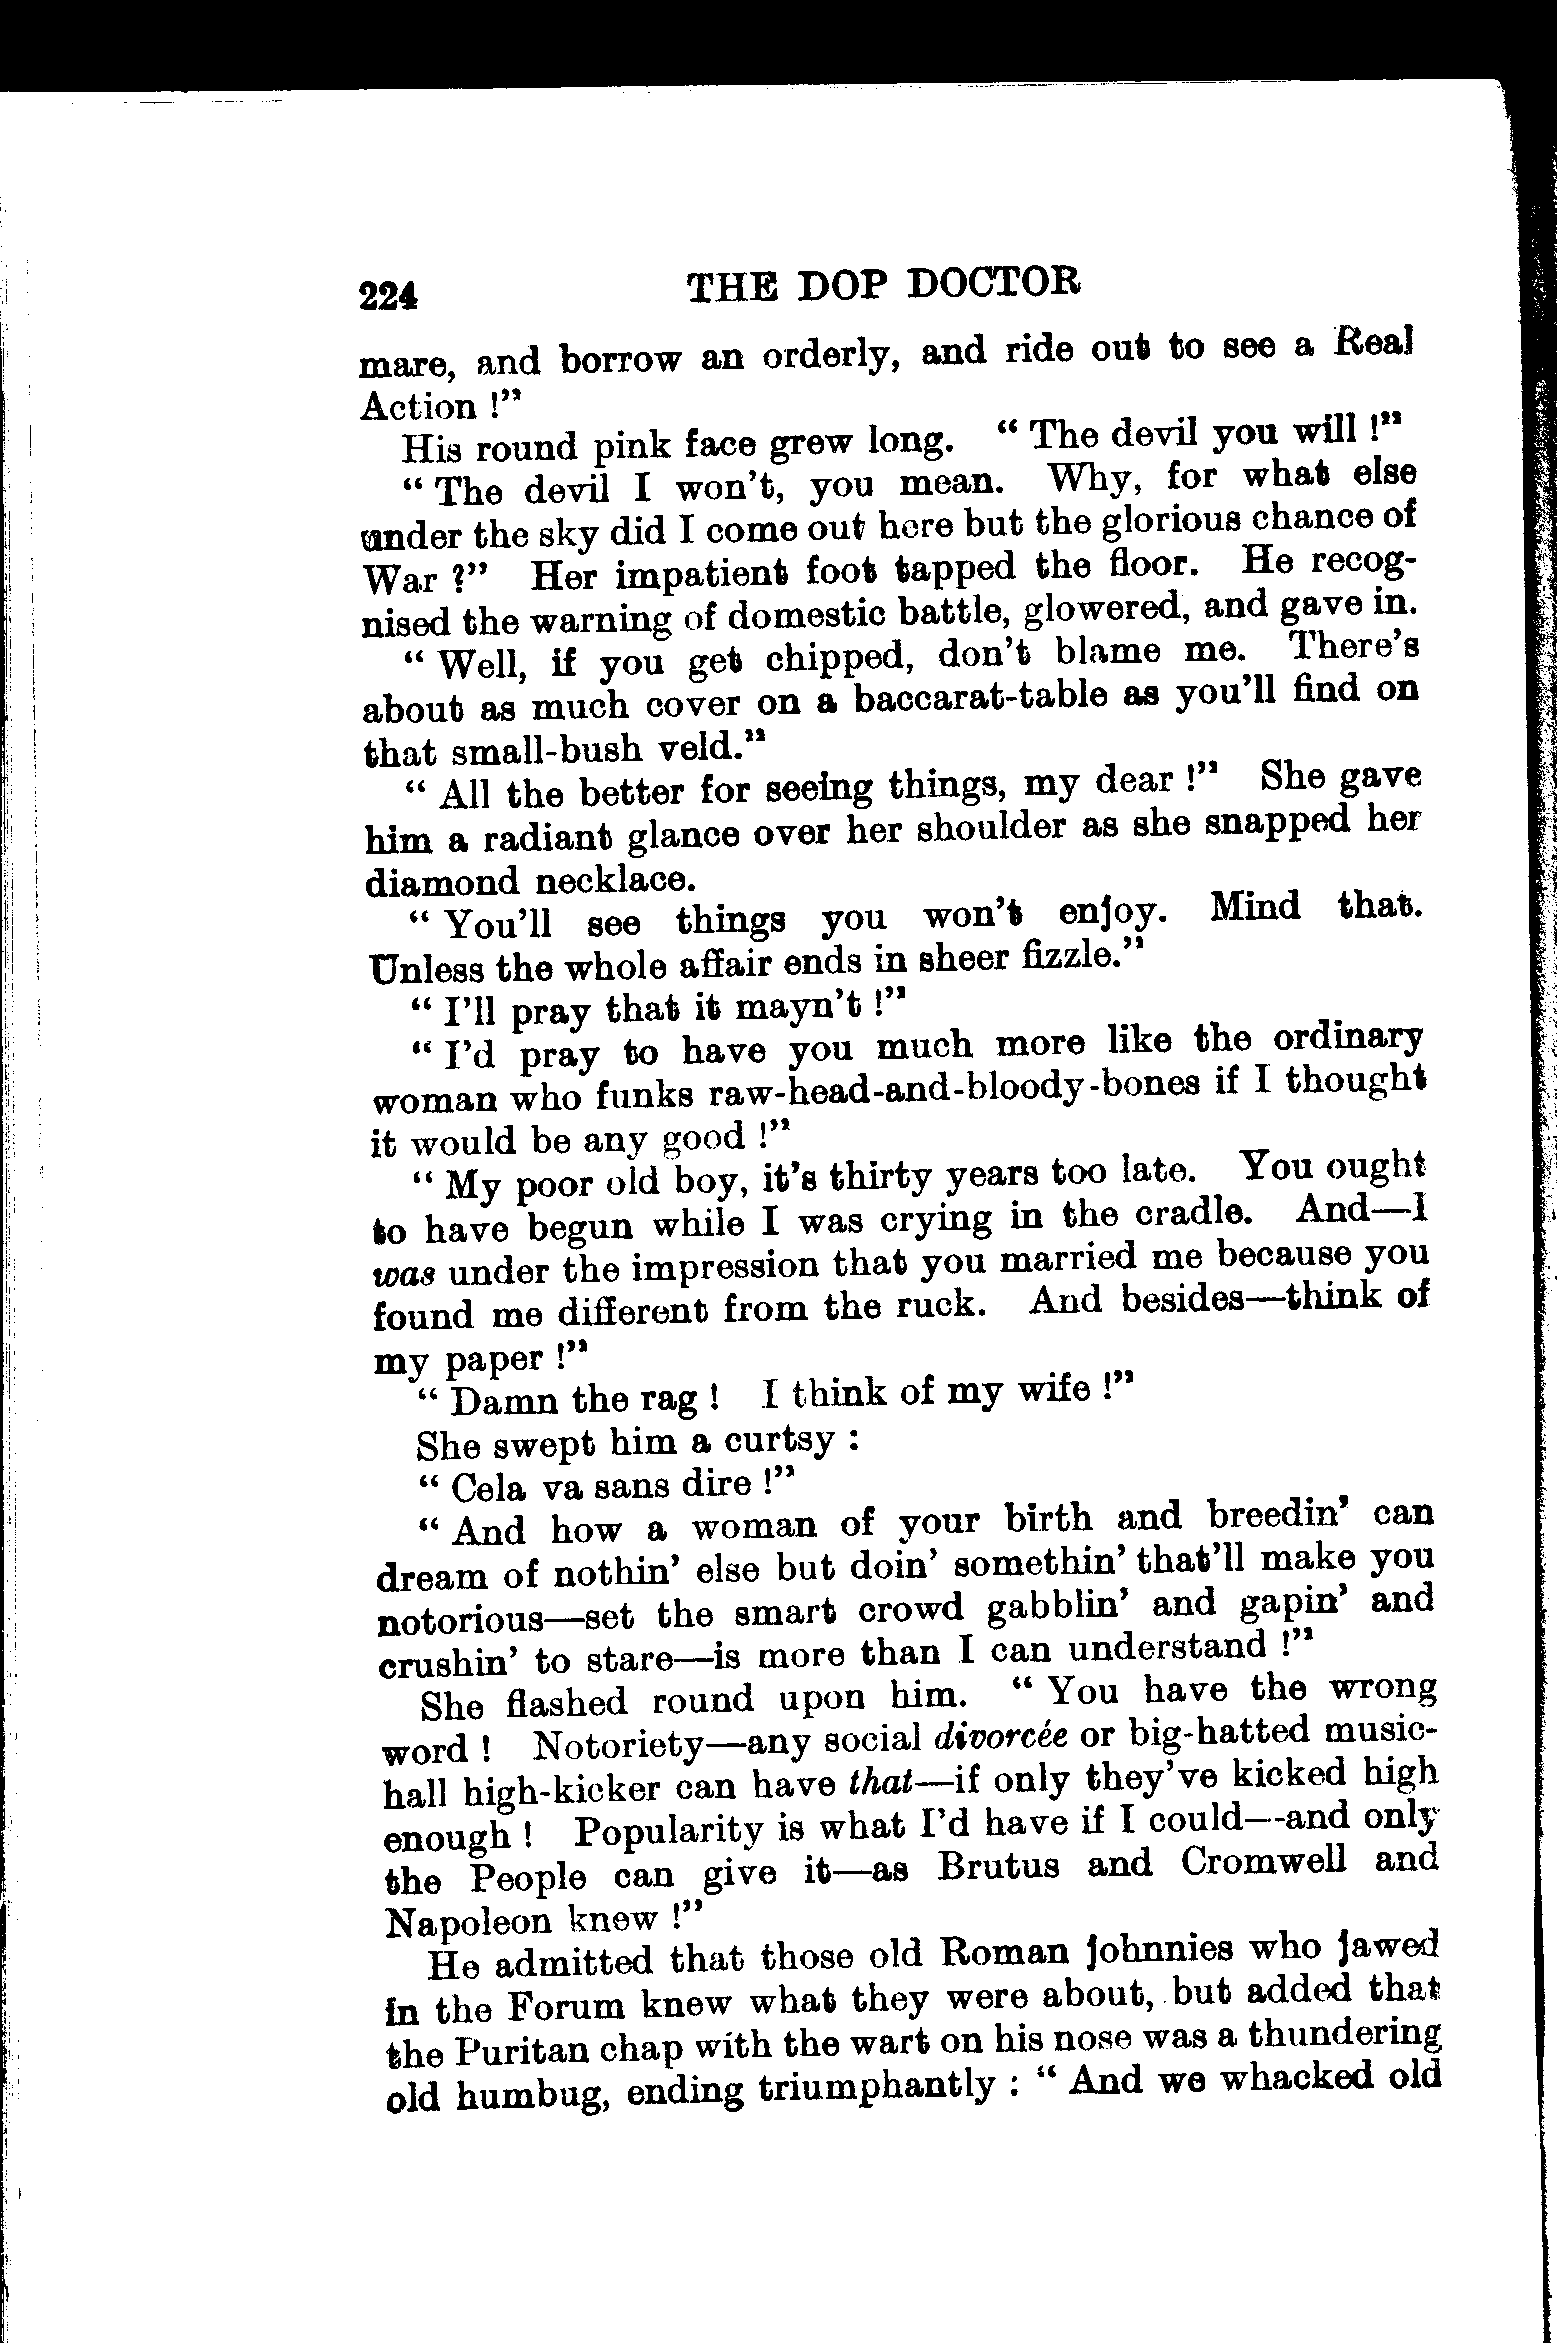 224 THE DOP DOCTOR
mare, and borrow an orderly, and ride out to see a Real
Action !”
His round pink face grew long. “ The devil you will !”
“ The devil I won’t, you mean. Why, for what else
under the sky did I come out here but the glorious chance of
War ?” Her impatient foot tapped the floor. He recog-
nised the warning of domestic battle, glowered, and gave in.
“ Well, if you get chipped, don’t blame me. There’s
about as much cover on a baccarat-table as you’ll find on
that small-bush veld.”
“ All the better for seeing things, my dear !” She gave
him a radiant glance over her shoulder as she snapped her
diamond necklace.
“ You’ll see things you won’t enjoy. Mind that.
Unless the whole affair ends in sheer fizzle.”
“ I’ll pray that it mayn’t !”
“ I’d pray to have you much more like the ordinary
woman who funks raw-head-and-bloody-bones if I thought
it would be any good !”
“ My poor old boy, it’s thirty years too late. You ought
to have begun while I was crying in the cradle. And—I
was under the impression that you married me because you
found me different from the ruck. And besides—think of
my paper !”
“ Damn the rag ! I think of my wife !”
She swept him a curtsy :
“ Cela va sans dire !”
“ And how a woman of your birth and breedin’ can
dream of nothin’ else but doin’ somethin’ that’ll make you
notorious—set the smart crowd gabblin’ and gapin’ and
crushin’ to stare—is more than I can understand !”
She flashed round upon him. “ You have the wrong
word ! Notoriety—any social divorcée or big-hatted music-
hall high-kicker can have that—if only they’ve kicked high
enough ! Popularity is what I’d have if I could—and only
the People can give it—as Brutus and Cromwell and
Napoleon knew !”
He admitted that those old Roman johnnies who jawed
in the Forum knew what they were about, but added that
the Puritan chap with the wart on his nose was a thundering
old humbug, ending triumphantly : “ And we whacked old